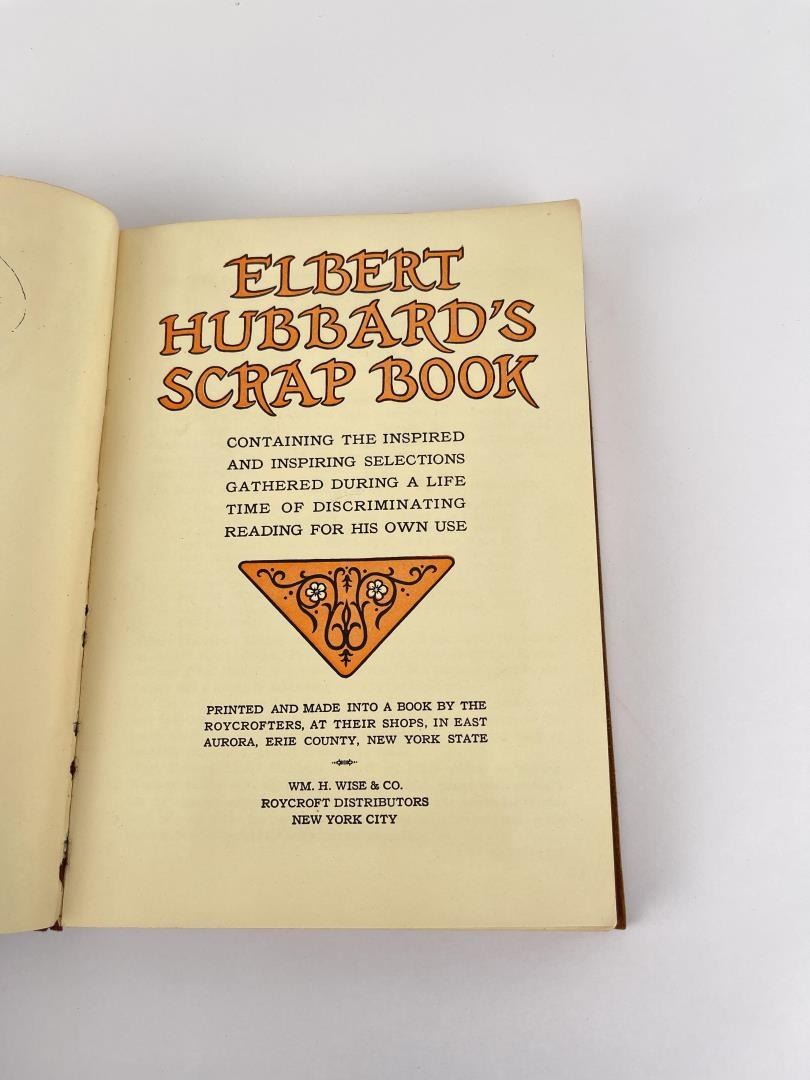 ELBERT
HUBBARD'S
SCRAP BOOK
CONTAINING THE INSPIRED
AND INSPIRING SELECTIONS
GATHERED DURING A LIFE
TIME OF DISCRIMINATING
READING FOR HIS OWN USE
PRINTED AND MADE INTO A BOOK BY THE
ROYCROFTERS, AT THEIR SHOPS, IN EAST
AURORA, ERIE COUNTY, NEW YORK STATE
WM. H. WISE & CO.
ROYCROFT DISTRIBUTORS
NEW YORK CITY